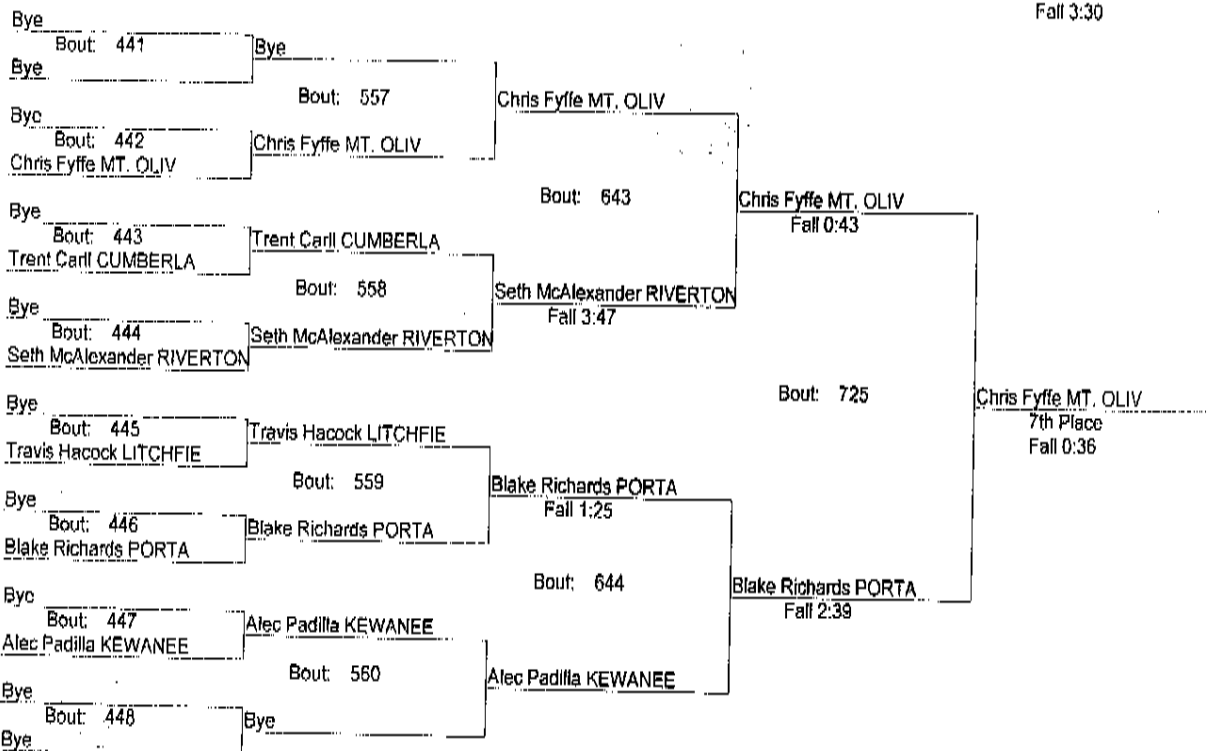 Fall 3:30
Bye
Bout: 441
Bye
Bye
Bout: 557
Chris Fyffe MT. OLIV
Bye
Bout: 442
Chris Fyffe MT. OLIV
Chris Fyffe MT. OLIV
Bout: 643
Chris Fyffe MT. OLIV
Fall 0:43
Bye
Bout: 443
Trent Carll CUMBERLA
Trent Carll CUMBERLA
Bout: 558
Seth McAlexander RIVERTON
Fall 3:47
Bye
Bout: 444
Seth McAlexander RIVERTON
Seth McAlexander RIVERTON
Bout: 725
Chris Fyffe MT. OLIV
7th Place
Fall 0:36
Bye
Bout: 445
Travis Hacock LITCHFIE
Travis Hacock LITCHFIE
Bout: 559
Blake Richards PORTA
Fall 1:25
Bye
Bout: 446
Blake Richards PORTA
Blake Richards PORTA
Bout: 644
Blake Richards PORTA
Fall 2:39
Bye
Bout: 447
Alec Padilla KEWANEE
Alec Padilla KEWANEE
Bout: 560
Alec Padilla KEWANEE
Bye
Bout: 448
Bye
Bye